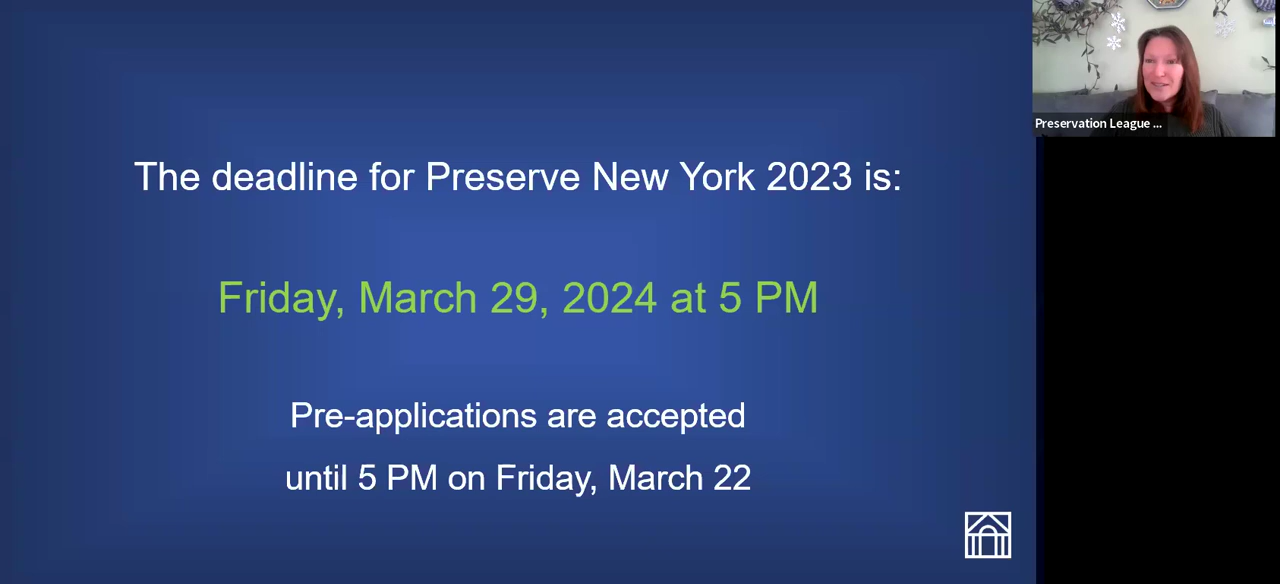 The deadline for Preserve New York 2023 is:
Friday, March 29, 2024 at 5 PM
Pre-applications are accepted
until 5 PM on Friday, March 22
Preservation League ...